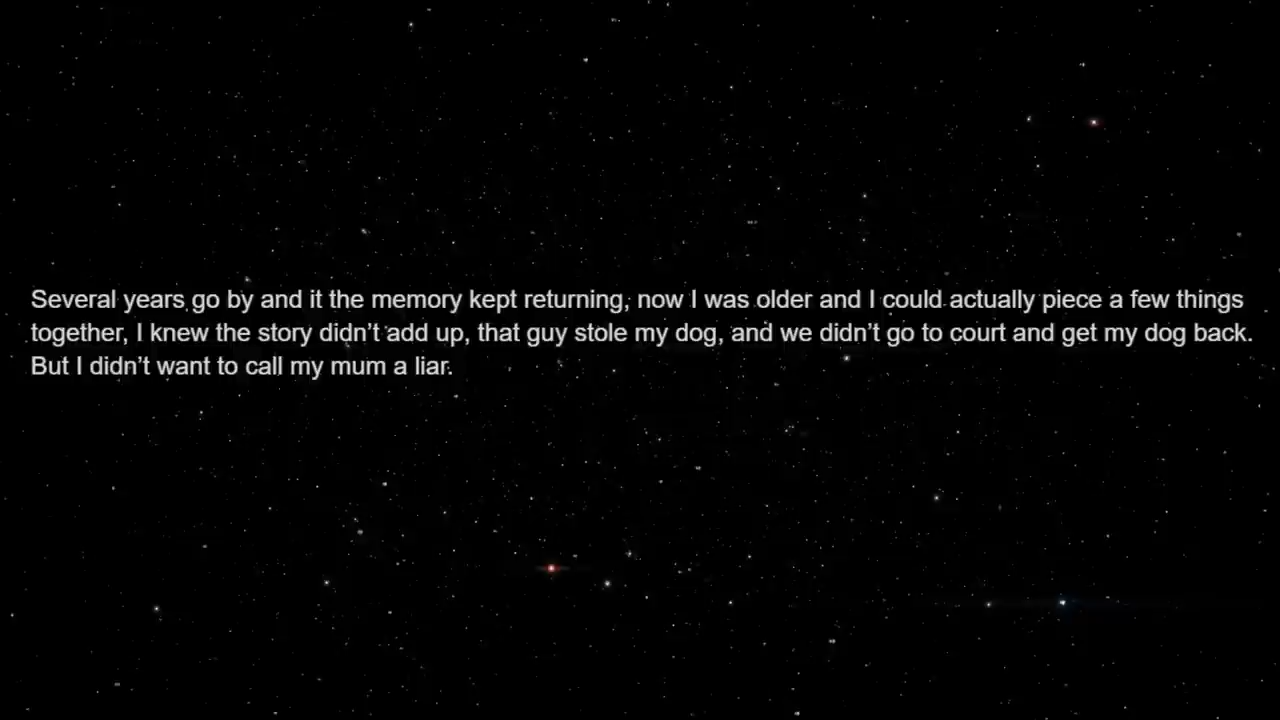 Several years go by and it the memory kept returning, now I was older and I could actually piece a few things
together, I knew the story didn’t add up, that guy stole my dog, and we didn’t go to court and get my dog back.
But I didn’t want to call my mum a liar.